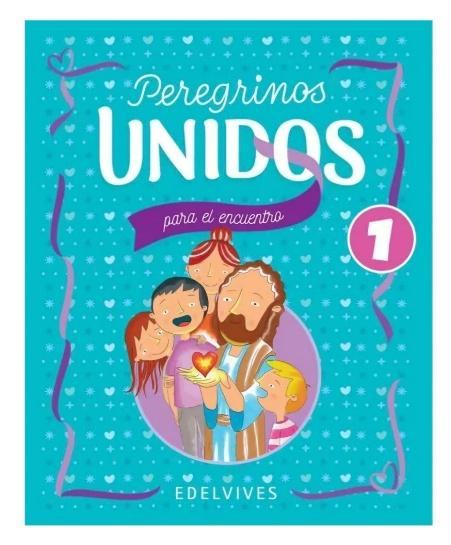 Peregrinos
UNIDOS
para el encuentro
1
EDELVIVES